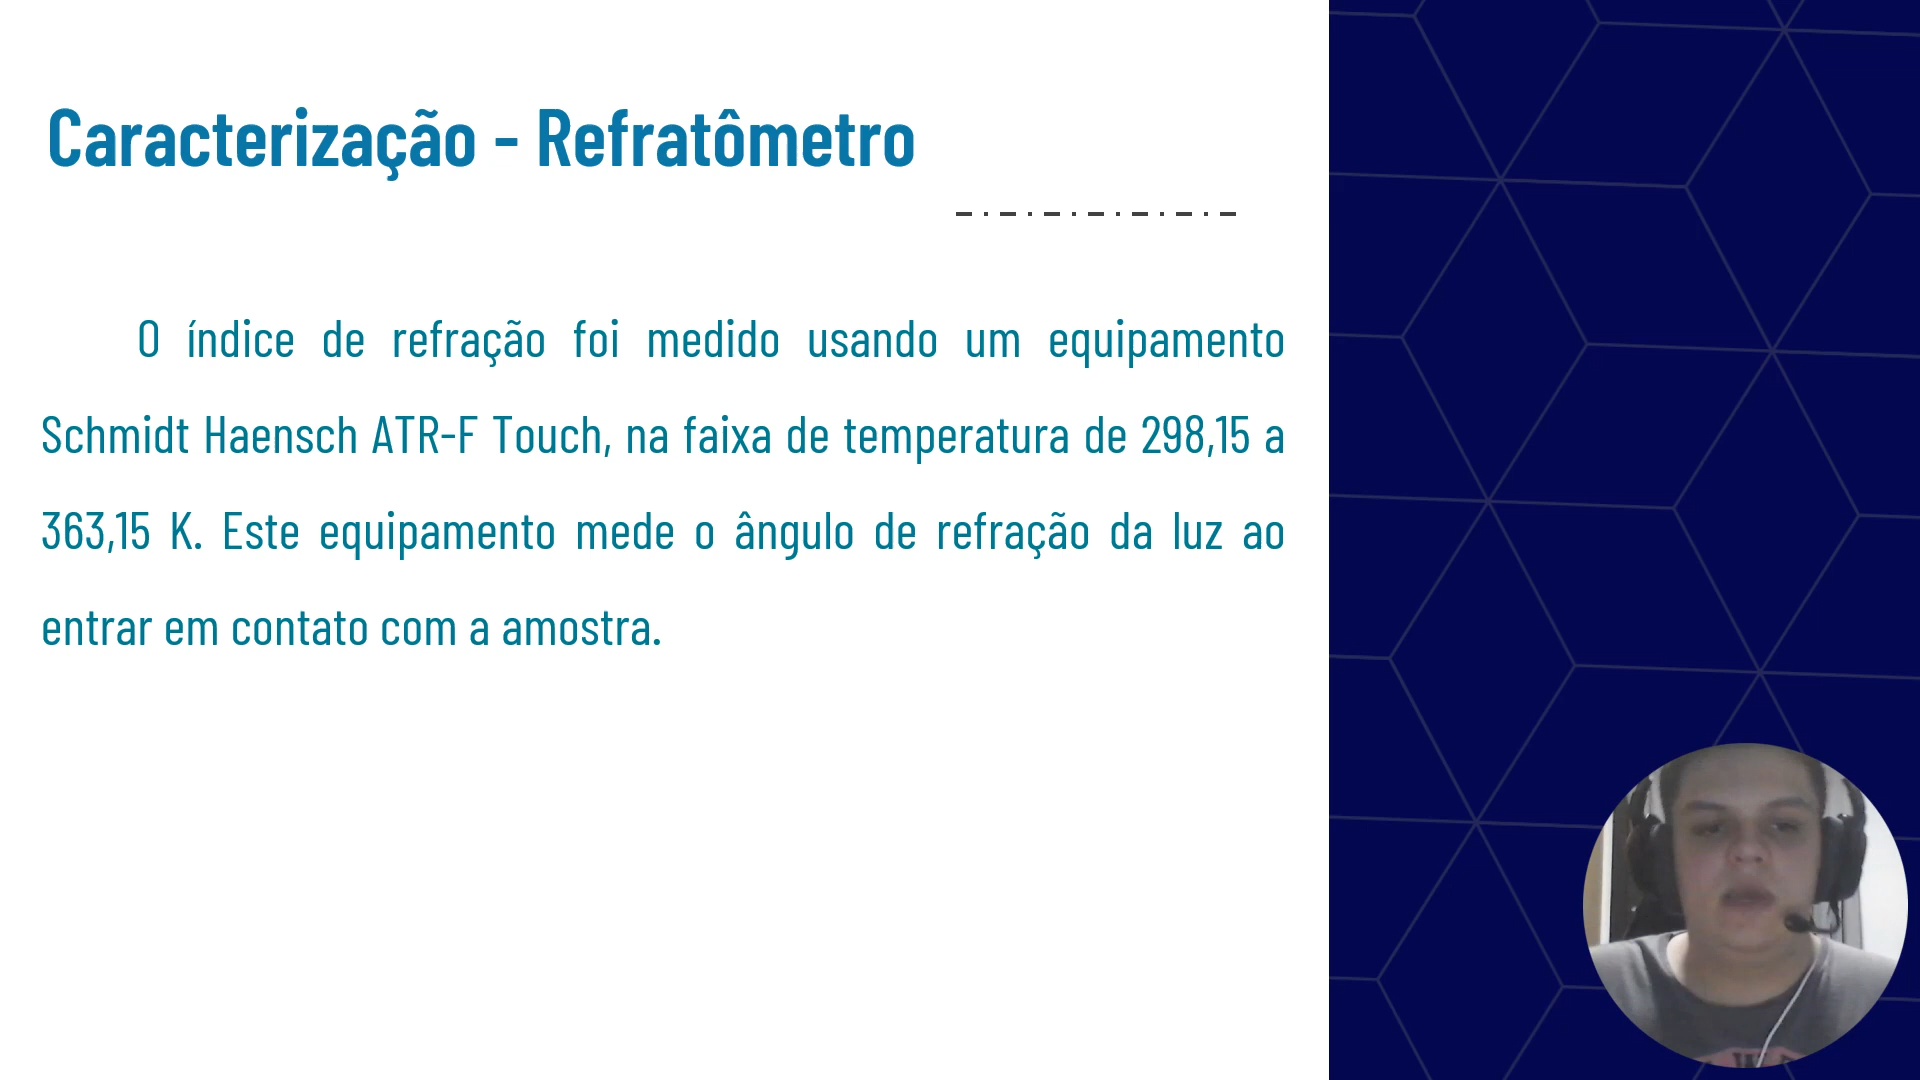 Caracterização - Refratômetro
O índice de refração foi medido usando um equipamento
Schmidt Haensch ATR-F Touch, na faixa de temperatura de 298,15 a
363,15 K. Este equipamento mede o ângulo de refração da luz ao
entrar em contato com a amostra.